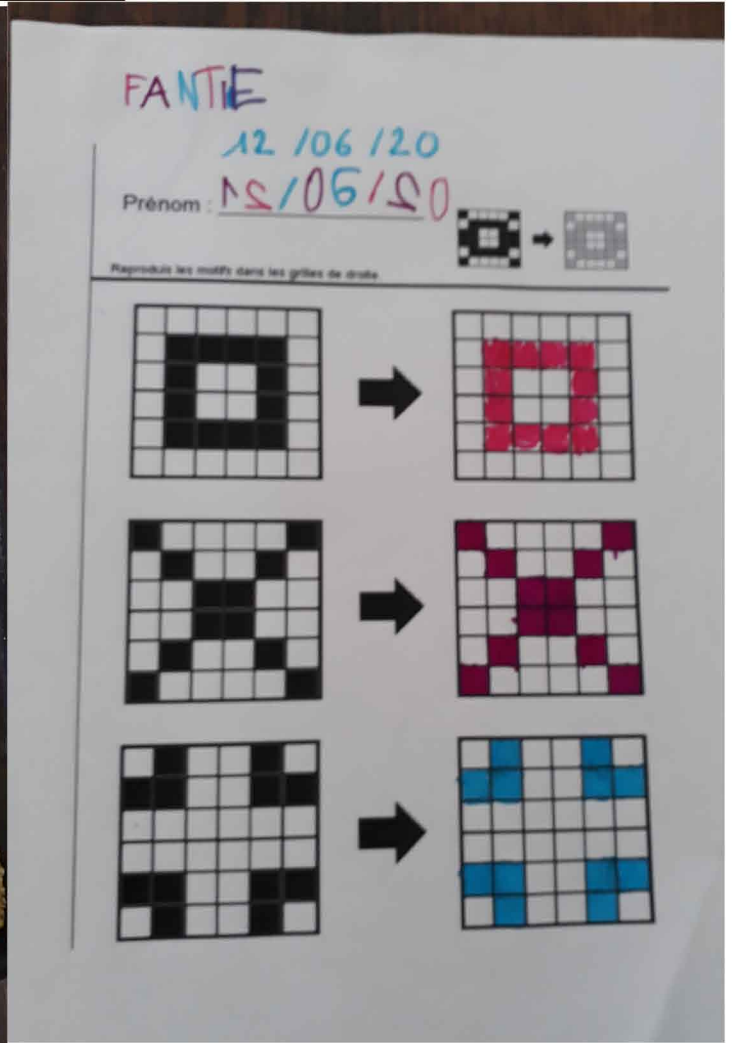 FANTIE
12 /06 /20
Prénom : 12/06/20
Reproduis les motifs dans les grilles de droite.